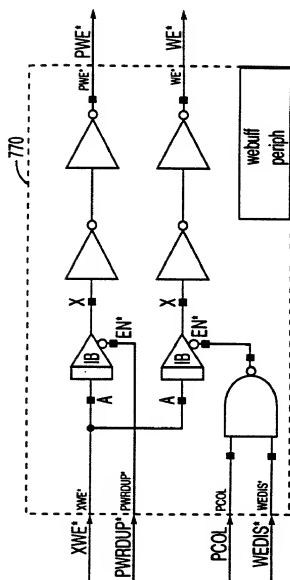 770
XWE*
XWE*
A
IB
X
EN*
PWE*
PWE*
PWRDUP*
PWRDUP*
A
IB
X
EN*
WE*
WE*
PCOL
PCOL
WEDIS*
WEDIS*
webuff
periph